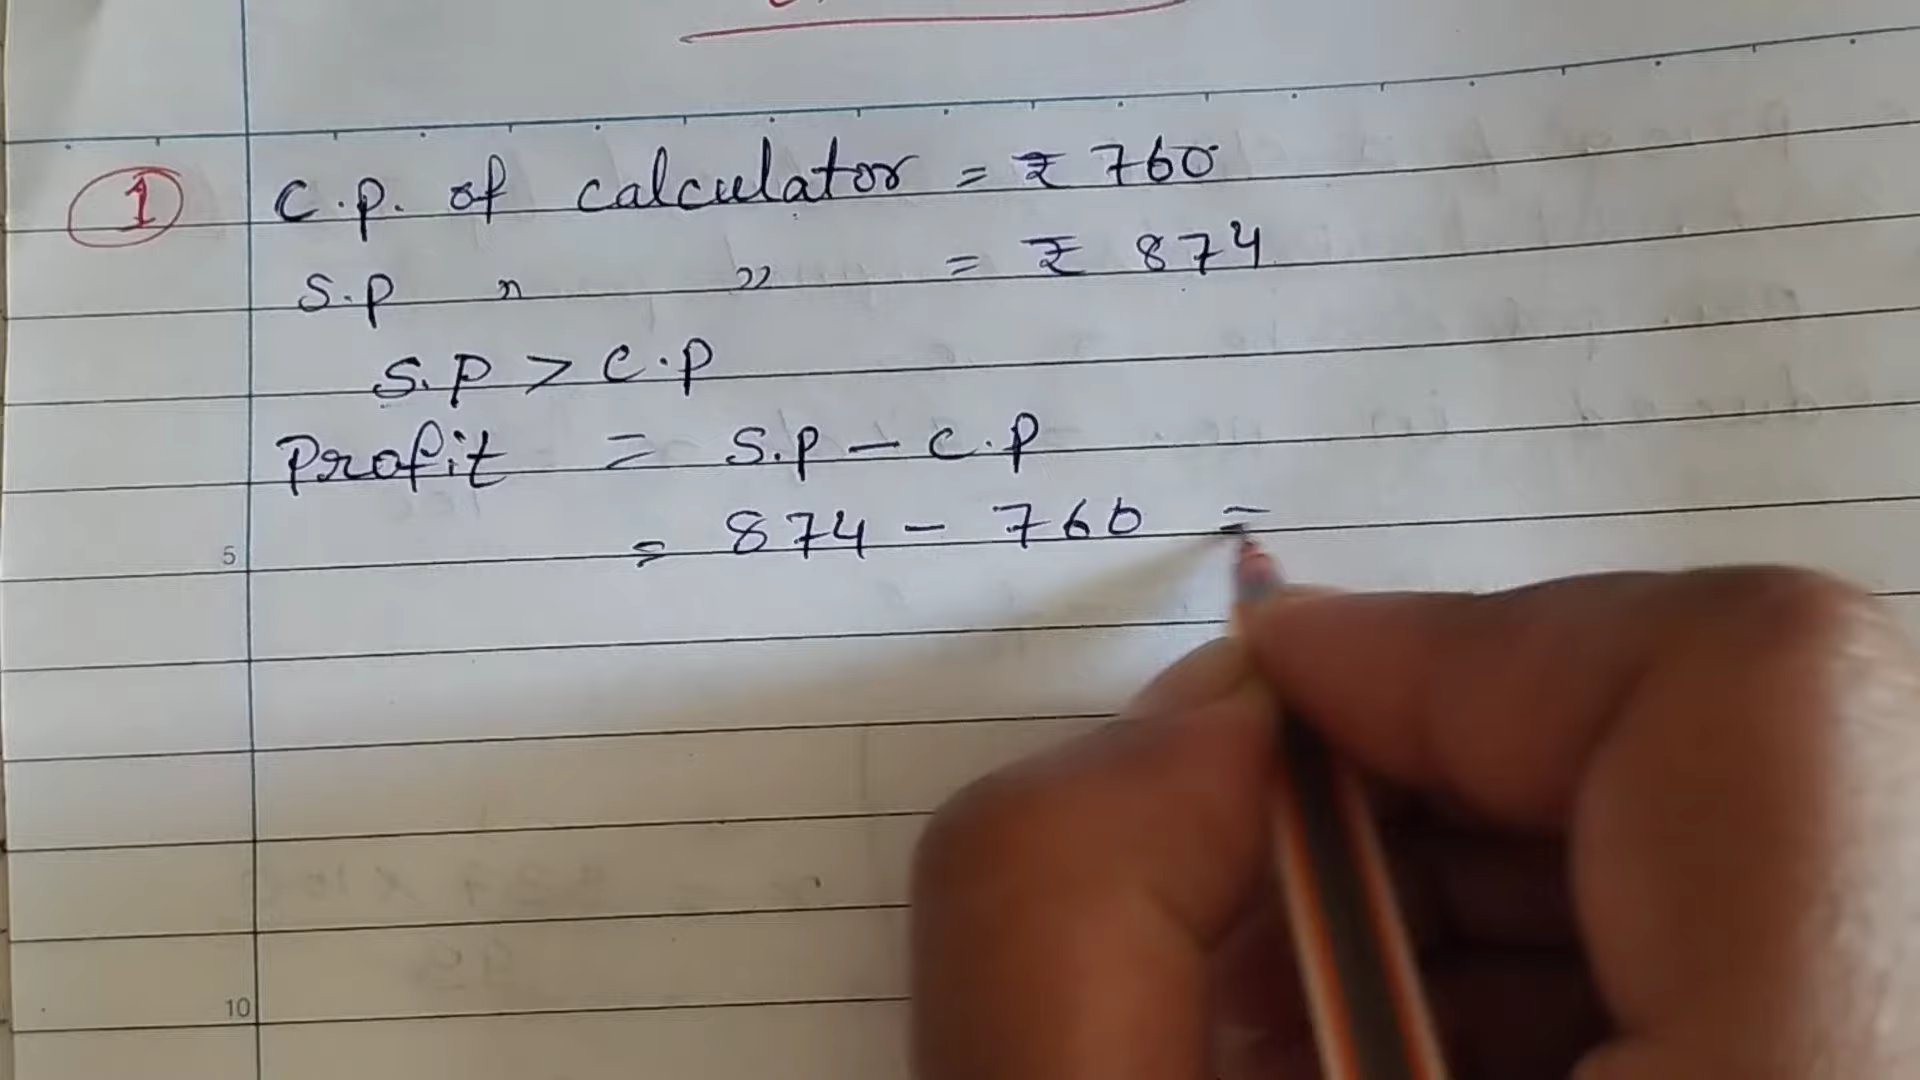 1 C.P. of calculator = ₹ 760
S.P " " = ₹ 874
S.P > C.P
Profit = S.P - C.P
5 = 874 - 760 =
10